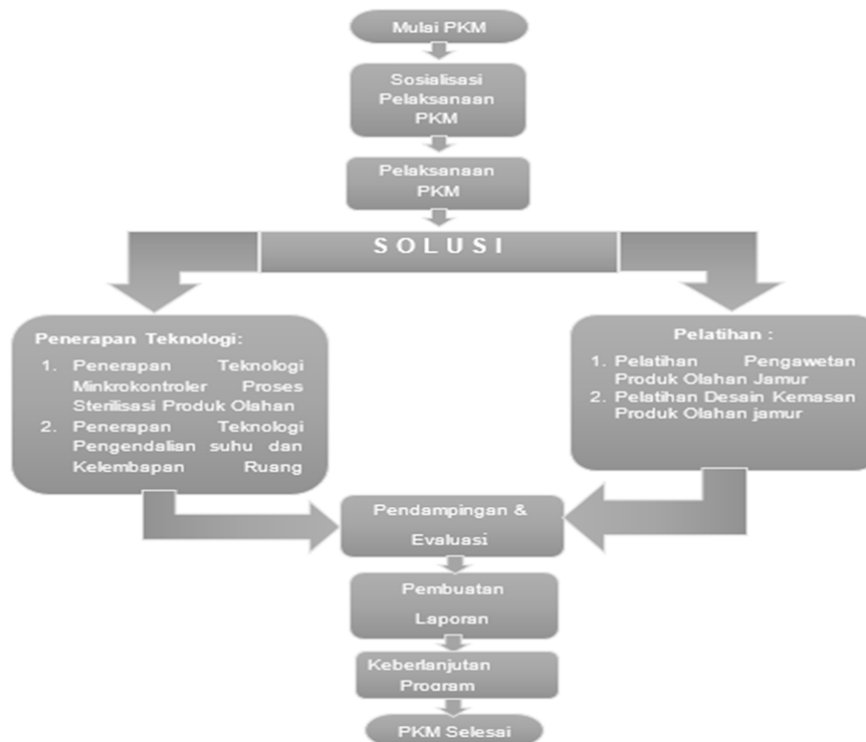 Mulai PKM
Sosialisasi
Pelaksanaan
PKM
Pelaksanaan
PKM
S O L U S I
Penerapan Teknologi:
1. Penerapan Teknologi
Minkrokontroler Proses
Sterilisasi Produk Olahan
2. Penerapan Teknologi
Pengendalian suhu dan
Kelembapan Ruang
Pelatihan :
1. Pelatihan Pengawetan
Produk Olahan Jamur
2. Pelatihan Desain Kemasan
Produk Olahan jamur
Pendampingan &
Evaluasi
Pembuatan
Laporan
Keberlanjutan
Program
PKM Selesai